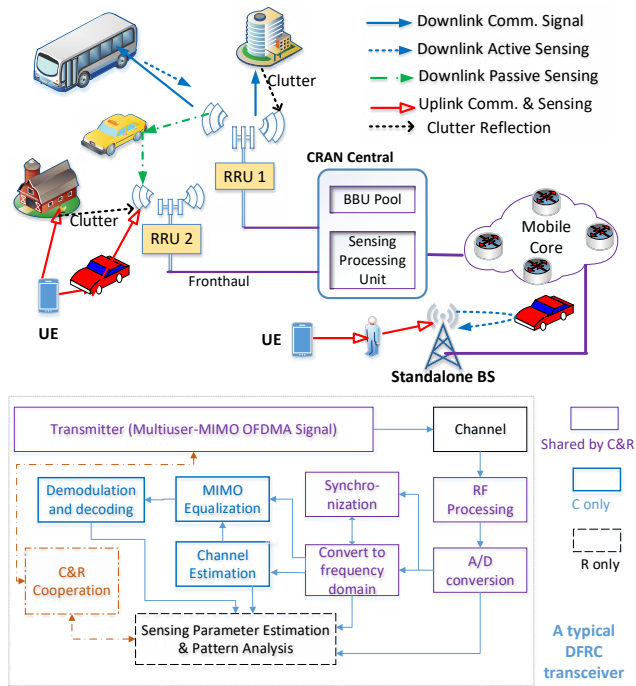 Downlink Comm. Signal
Downlink Active Sensing
Downlink Passive Sensing
Uplink Comm. & Sensing
Clutter Reflection
Clutter
CRAN Central
RRU 1
BBU Pool
Clutter
RRU 2
Sensing
Processing
Unit
Mobile
Core
Fronthaul
UE
UE
Standalone BS
Transmitter (Multiuser-MIMO OFDMA Signal)
Channel
Shared by C&R
Demodulation
and decoding
MIMO
Equalization
Synchro-
nization
RF
Processing
C only
Channel
Estimation
Convert to
frequency
domain
A/D
conversion
C&R
Cooperation
R only
Sensing Parameter Estimation
& Pattern Analysis
A typical
DFRC
transceiver